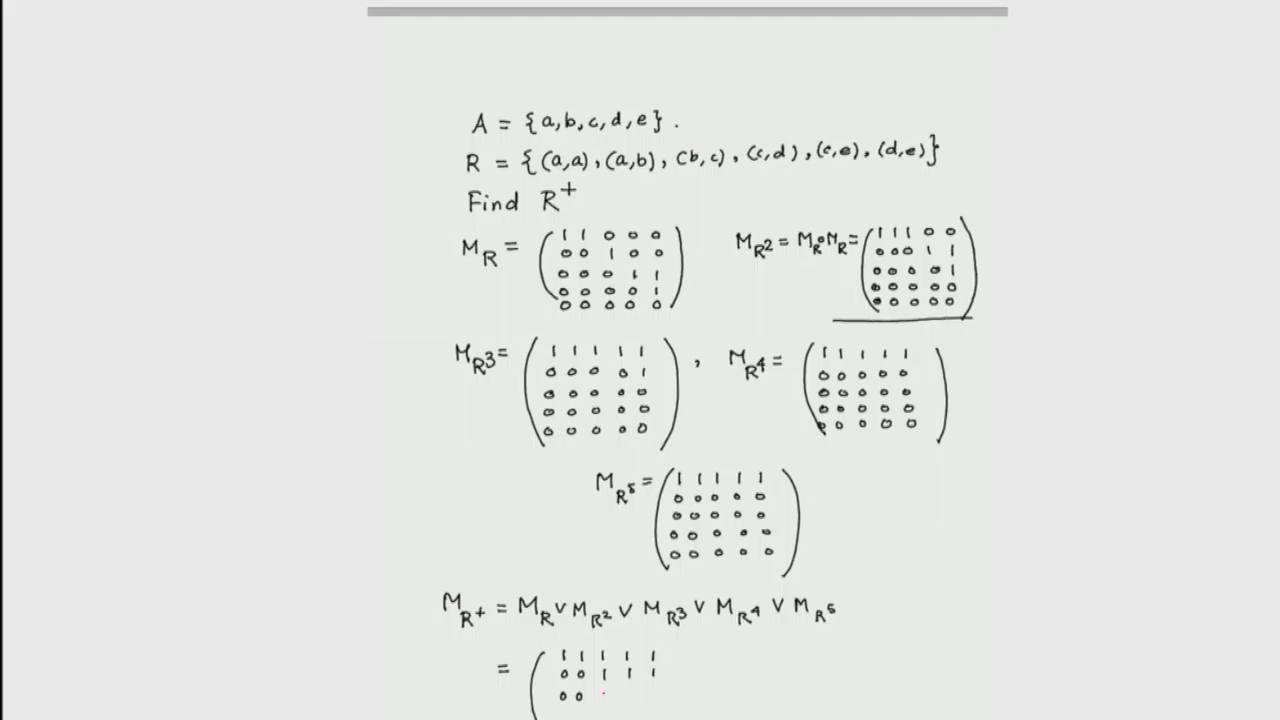 A = {a,b,c,d,e} .
R = {(a,a),(a,b),(b,c),(c,d),(c,e),(d,e)}
Find R⁺
M_R = (1 1 0 0 0
0 0 1 0 0
0 0 0 1 1
0 0 0 0 1
0 0 0 0 0)
M_R2 = M_R∘M_R = (1 1 1 0 0
0 0 0 1 1
0 0 0 0 1
0 0 0 0 0
0 0 0 0 0)
M_R3 = (1 1 1 1 1
0 0 0 0 1
0 0 0 0 0
0 0 0 0 0
0 0 0 0 0) ,
M_R4 = (1 1 1 1 1
0 0 0 0 0
0 0 0 0 0
0 0 0 0 0
0 0 0 0 0)
M_R5 = (1 1 1 1 1
0 0 0 0 0
0 0 0 0 0
0 0 0 0 0
0 0 0 0 0)
M_R+ = M_R ∨ M_R2 ∨ M_R3 ∨ M_R4 ∨ M_R5
= (1 1 1 1 1
0 0 1 1 1
0 0